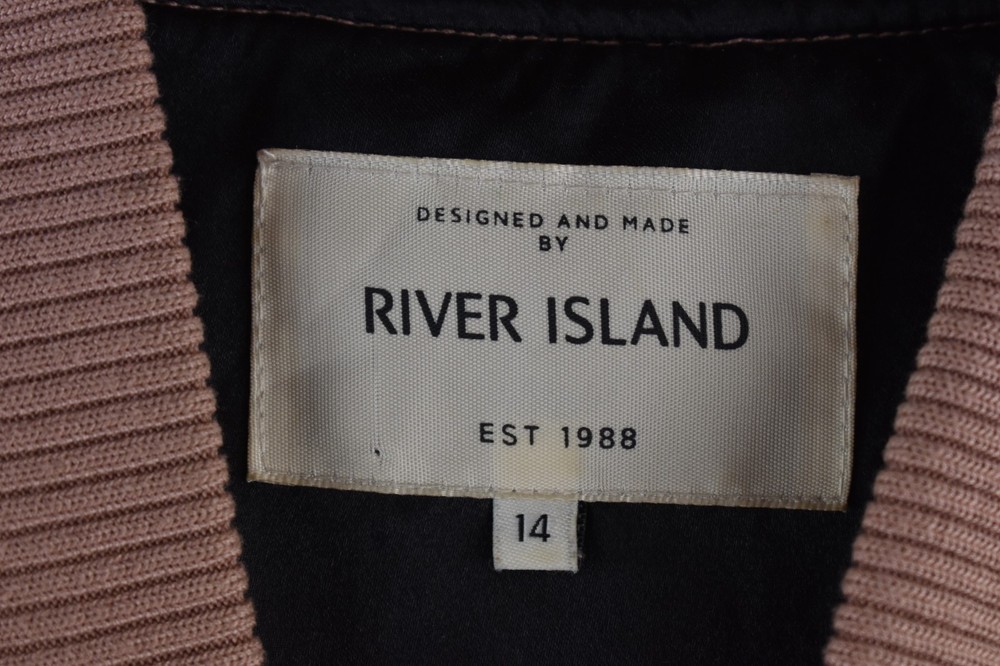 DESIGNED AND MADE
BY
RIVER ISLAND
EST 1988
14